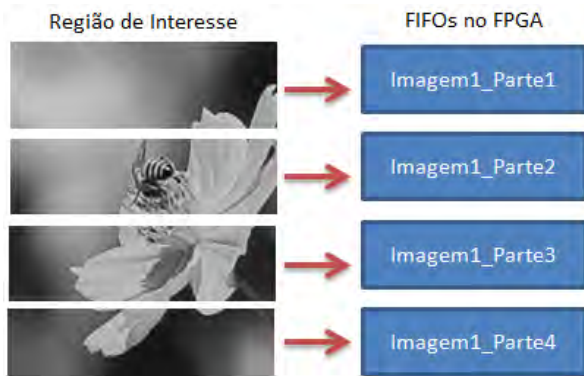 Região de Interesse
FIFOs no FPGA
Imagem1_Parte1
Imagem1_Parte2
Imagem1_Parte3
Imagem1_Parte4